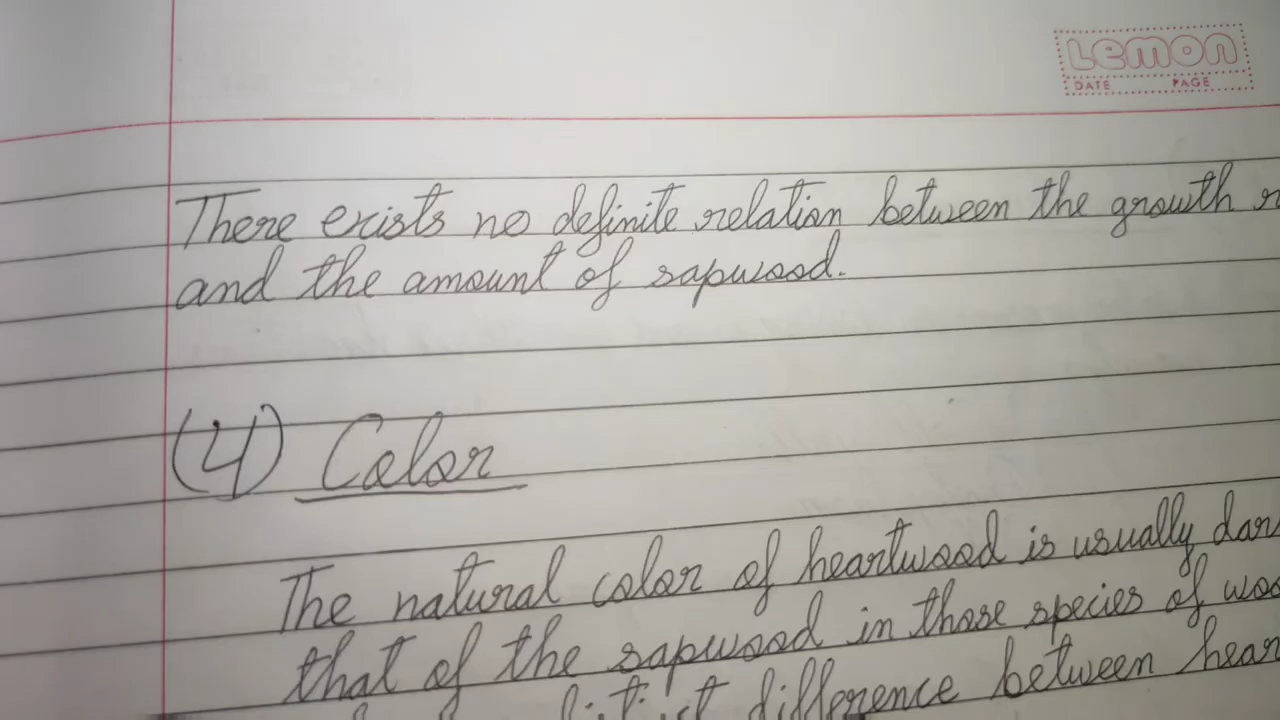 Lemon
DATE PAGE
There exists no definite relation between the growth
and the amount of sapwood.
(4) Color
The natural color of heartwood is usually
that of the sapwood in those species of
difference between